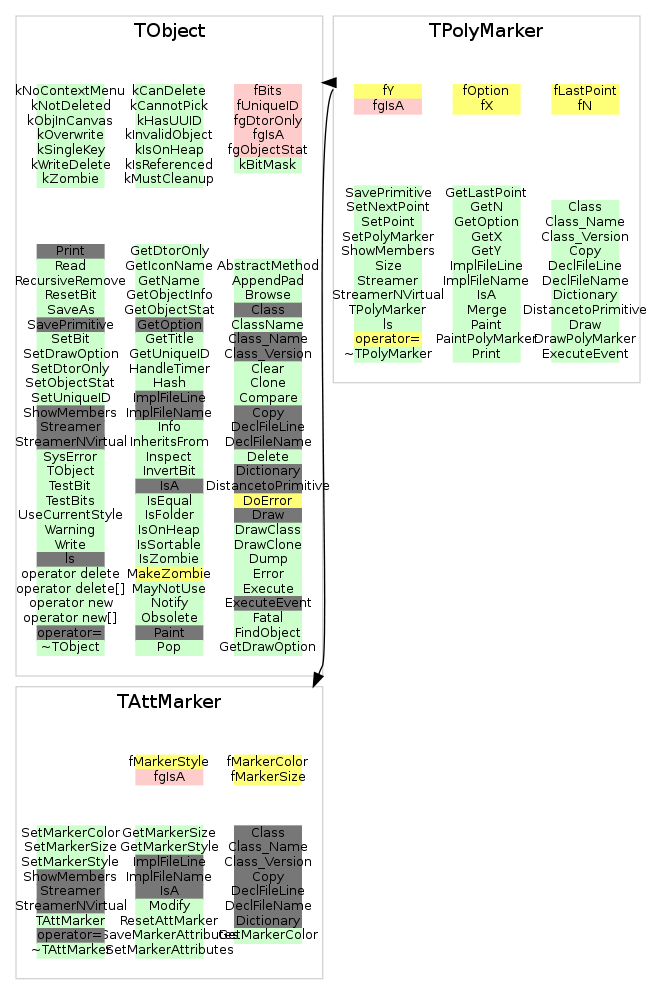 TObject
kNoContextMenu
kNotDeleted
kObjInCanvas
kOverwrite
kSingleKey
kWriteDelete
kZombie
kCanDelete
kCannotPick
kHasUUID
kInvalidObject
kIsOnHeap
kIsReferenced
kMustCleanup
fBits
fUniqueID
fgDtorOnly
fgIsA
fgObjectStat
kBitMask
Print
Read
RecursiveRemove
ResetBit
SaveAs
SavePrimitive
SetBit
SetDrawOption
SetDtorOnly
SetObjectStat
SetUniqueID
ShowMembers
Streamer
StreamerNVirtual
SysError
TObject
TestBit
TestBits
UseCurrentStyle
Warning
Write
ls
operator delete
operator delete[]
operator new
operator new[]
operator=
~TObject
GetDtorOnly
GetIconName
GetName
GetObjectInfo
GetObjectStat
GetOption
GetTitle
GetUniqueID
HandleTimer
Hash
ImplFileLine
ImplFileName
Info
InheritsFrom
Inspect
InvertBit
IsA
IsEqual
IsFolder
IsOnHeap
IsSortable
IsZombie
MakeZombie
MayNotUse
Notify
Obsolete
Paint
Pop
AbstractMethod
AppendPad
Browse
Class
ClassName
Class_Name
Class_Version
Clear
Clone
Compare
Copy
DeclFileLine
DeclFileName
Delete
Dictionary
DistancetoPrimitive
DoError
Draw
DrawClass
DrawClone
Dump
Error
Execute
ExecuteEvent
Fatal
FindObject
GetDrawOption
TPolyMarker
fY
fgIsA
fOption
fX
fLastPoint
fN
SavePrimitive
SetNextPoint
SetPoint
SetPolyMarker
ShowMembers
Size
Streamer
StreamerNVirtual
TPolyMarker
ls
operator=
~TPolyMarker
GetLastPoint
GetN
GetOption
GetX
GetY
ImplFileLine
ImplFileName
IsA
Merge
Paint
PaintPolyMarker
Print
Class
Class_Name
Class_Version
Copy
DeclFileLine
DeclFileName
Dictionary
DistancetoPrimitive
Draw
DrawPolyMarker
ExecuteEvent
TAttMarker
fMarkerStyle
fgIsA
fMarkerColor
fMarkerSize
SetMarkerColor
SetMarkerSize
SetMarkerStyle
ShowMembers
Streamer
StreamerNVirtual
TAttMarker
operator=
~TAttMarker
GetMarkerSize
GetMarkerStyle
ImplFileLine
ImplFileName
IsA
Modify
ResetAttMarker
SaveMarkerAttributes
SetMarkerAttributes
Class
Class_Name
Class_Version
Copy
DeclFileLine
DeclFileName
Dictionary
GetMarkerColor